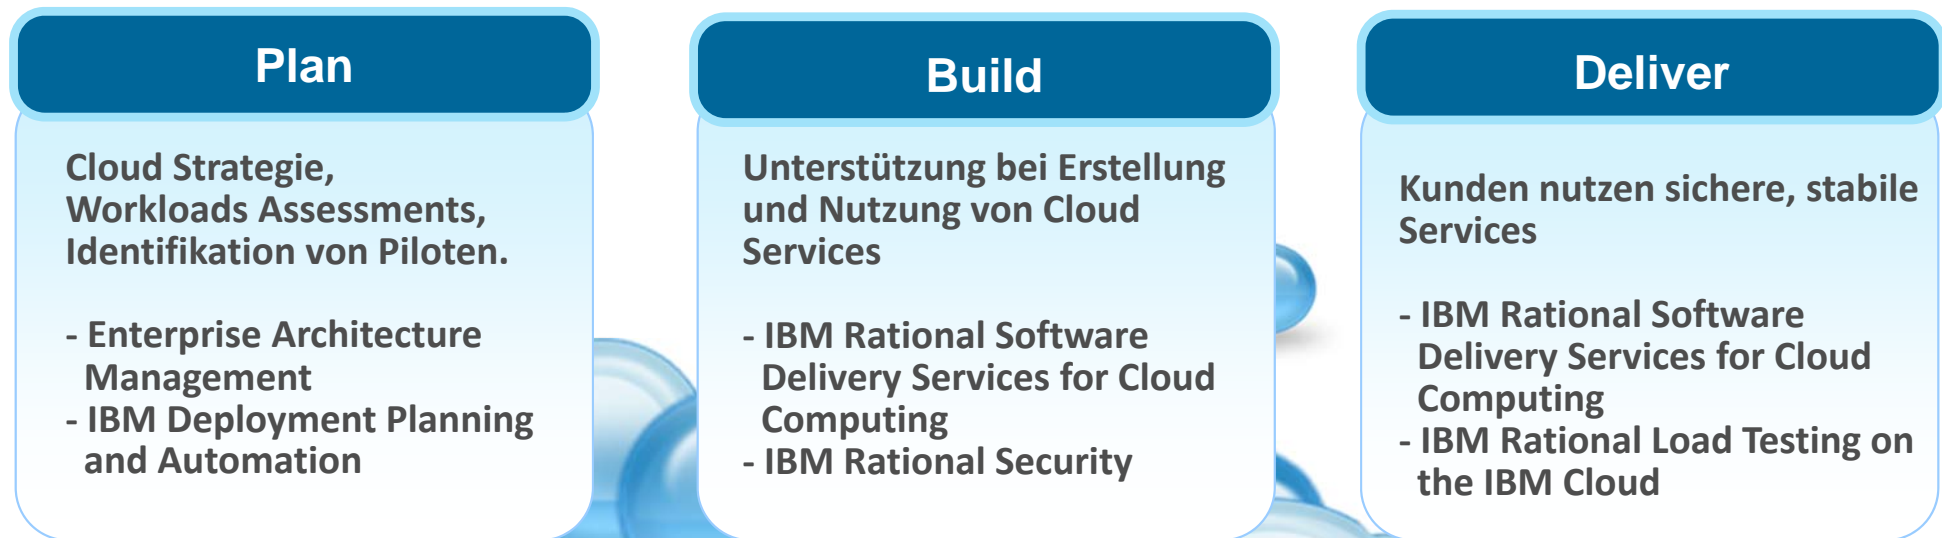 Plan
Cloud Strategie,
Workloads Assessments,
Identifikation von Piloten.
- Enterprise Architecture
Management
- IBM Deployment Planning
and Automation
Build
Unterstützung bei Erstellung
und Nutzung von Cloud
Services
- IBM Rational Software
Delivery Services for Cloud
Computing
- IBM Rational Security
Deliver
Kunden nutzen sichere, stabile
Services
- IBM Rational Software
Delivery Services for Cloud
Computing
- IBM Rational Load Testing on
the IBM Cloud